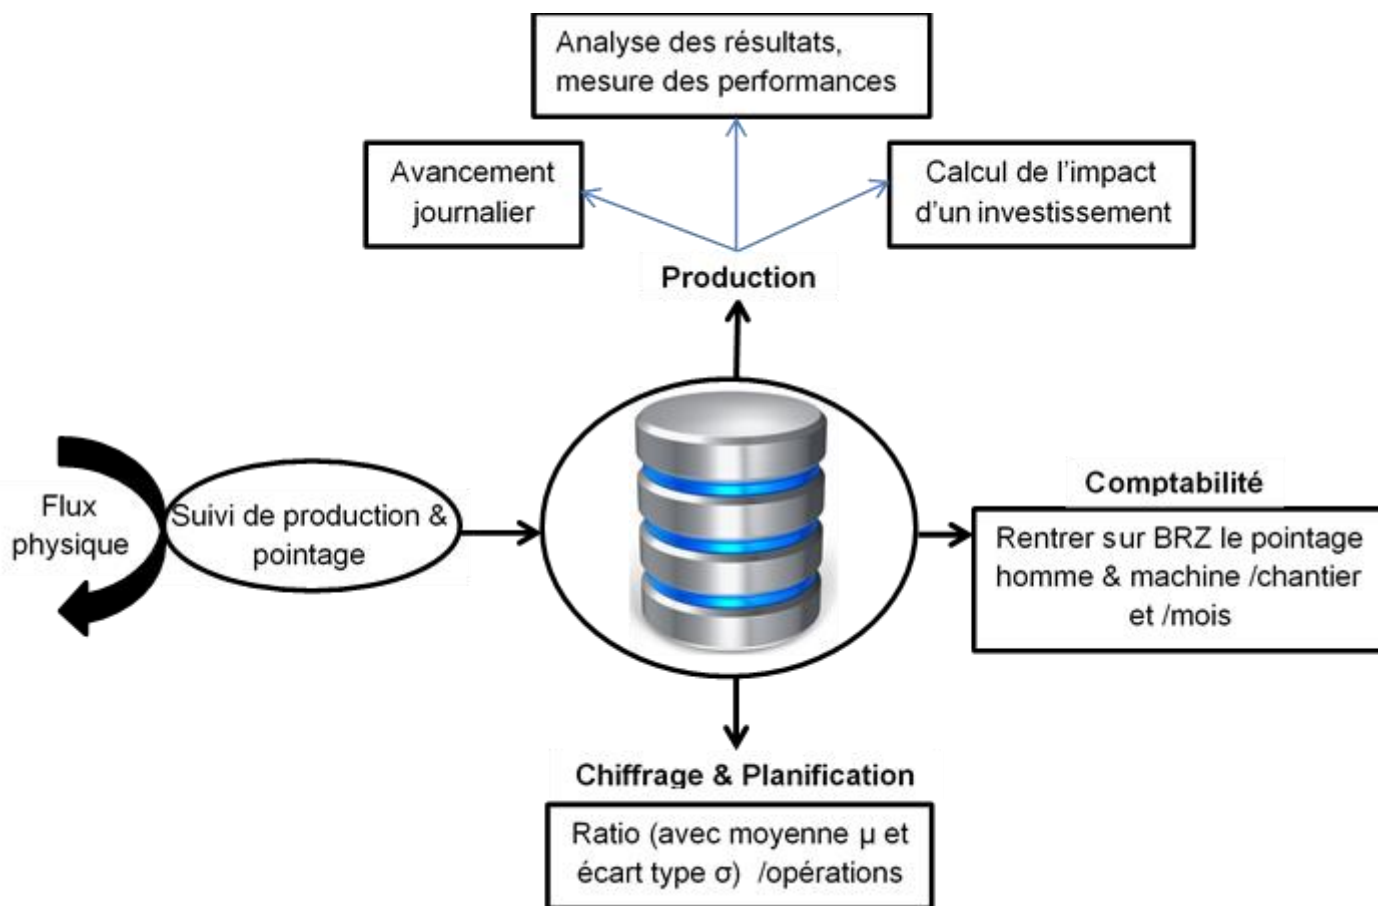 Analyse des résultats,
mesure des performances
Avancement
journalier
Calcul de l’impact
d’un investissement
Production
Flux
physique
Suivi de production &
pointage
Comptabilité
Rentrer sur BRZ le pointage
homme & machine /chantier
et /mois
Chiffrage & Planification
Ratio (avec moyenne µ et
écart type σ) /opérations